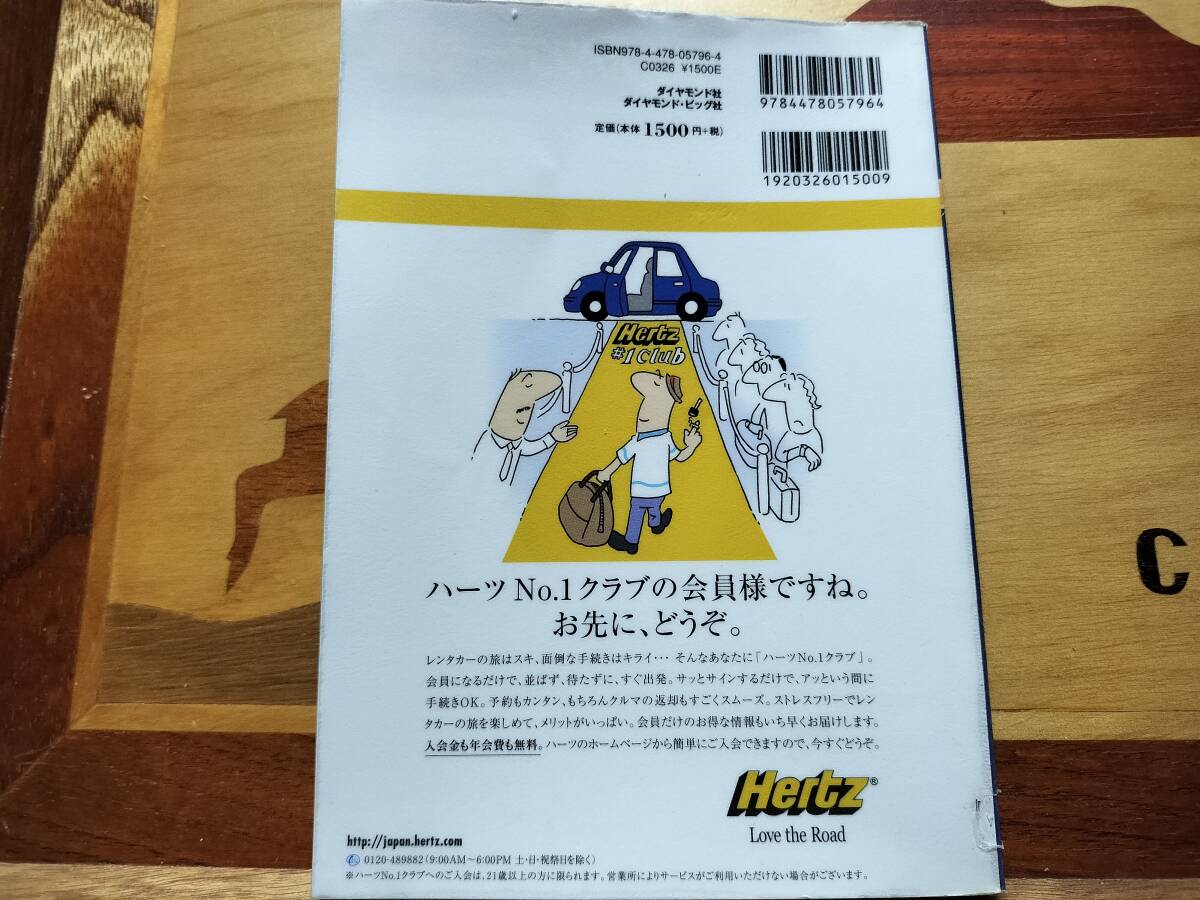 ISBN978-4-478-05796-4
C0326 ¥1500E
ダイヤモンド社
ダイヤモンド・ビッグ社
定価(本体1500円+税)
9784478057964
1920326015009
Hertz
#1 Club
ハーツ No.1クラブの会員様ですね。
お先に、どうぞ。
レンタカーの旅はスキ、面倒な手続きはキライ… そんなあなたに「ハーツNo.1クラブ」。
会員になるだけで、並ばず、待たずに、すぐ出発。サッとサインするだけで、アッという間に
手続きOK。予約もカンタン、もちろんクルマの返却もすごくスムーズ。ストレスフリーでレン
タカーの旅を楽しめて、メリットがいっぱい。会員だけのお得な情報もいち早くお届けします。
入会金も年会費も無料。ハーツのホームページから簡単にご入会できますので、今すぐどうぞ。
Hertz®
Love the Road
http://japan.hertz.com
0120-489882(9:00AM〜6:00PM 土・日・祝祭日を除く)
※ハーツNo.1クラブへのご入会は、21歳以上の方に限られます。営業所によりサービスがご利用いただけない場合がございます。
C